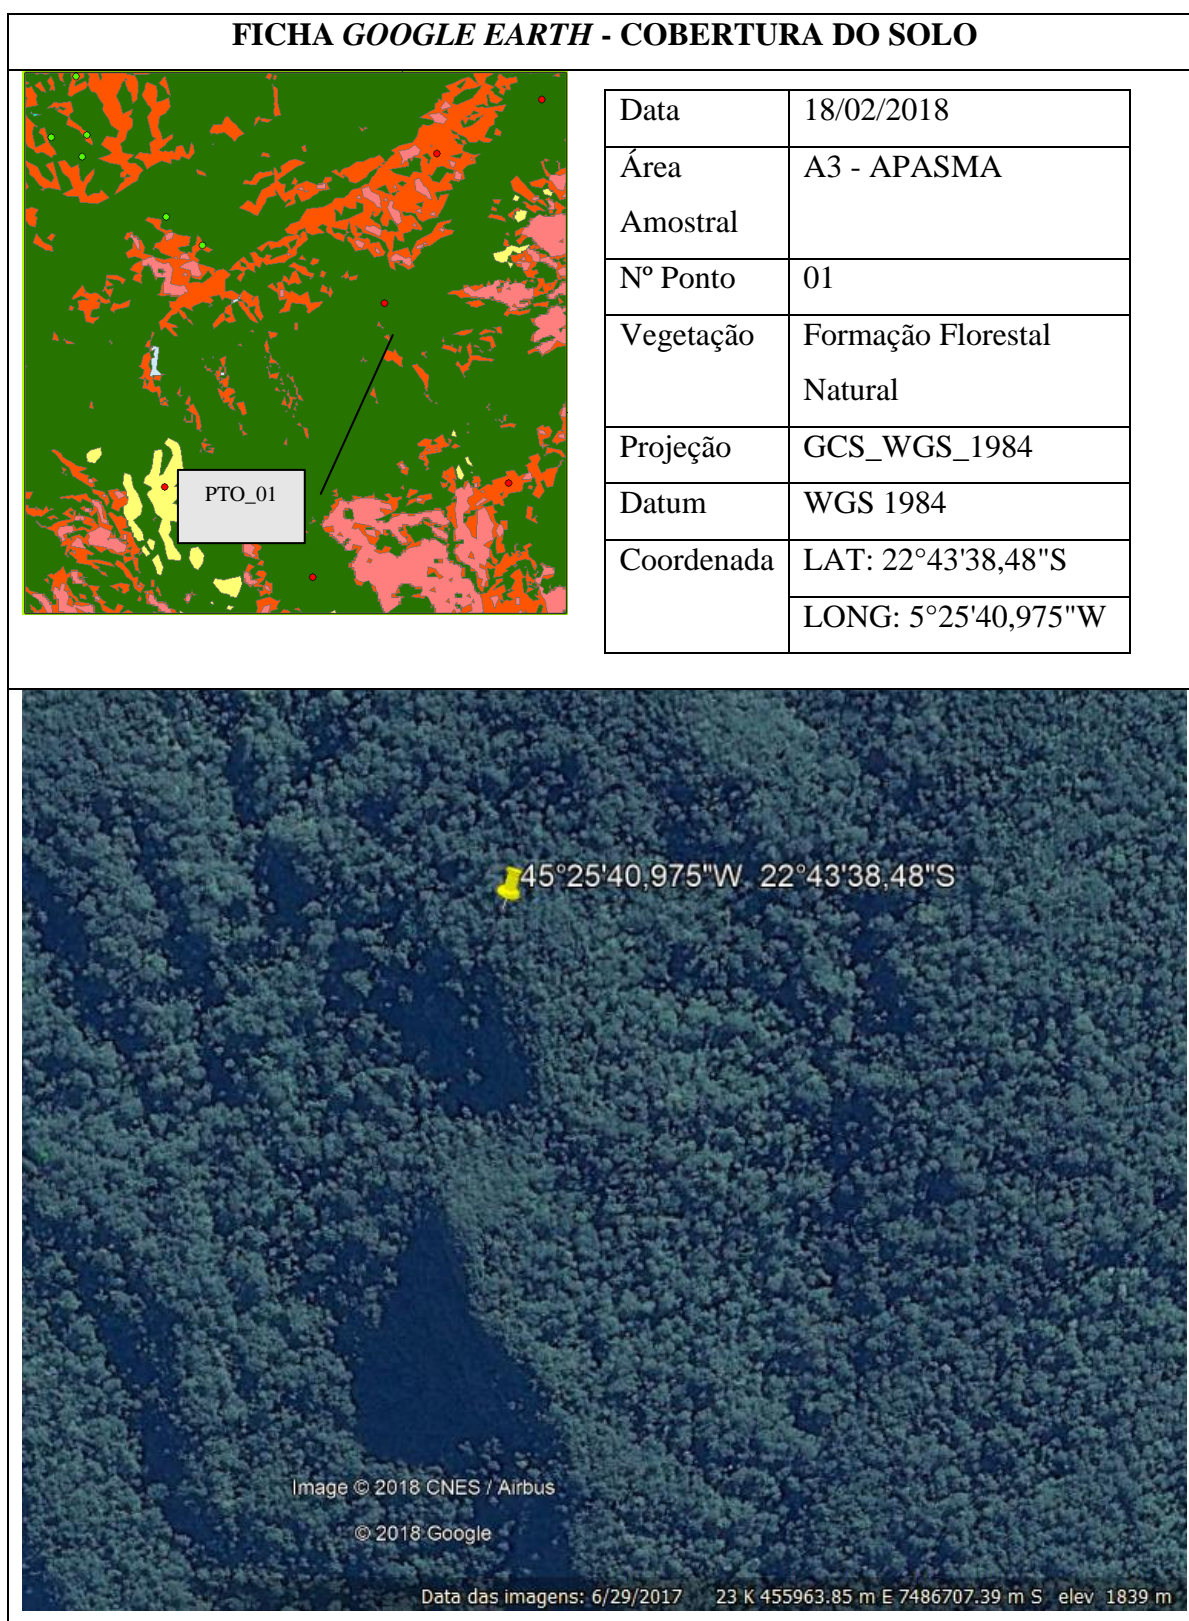 FICHA GOOGLE EARTH - COBERTURA DO SOLO
PTO_01
Data 18/02/2018
Área Amostral A3 - APASMA
Nº Ponto 01
Vegetação Formação Florestal
Natural
Projeção GCS_WGS_1984
Datum WGS 1984
Coordenada LAT: 22°43'38,48"S
LONG: 5°25'40,975"W
45°25'40,975"W 22°43'38,48"S
Image © 2018 CNES / Airbus
© 2018 Google
Data das imagens: 6/29/2017 23 K 455963.85 m E 7486707.39 m S elev 1839 m